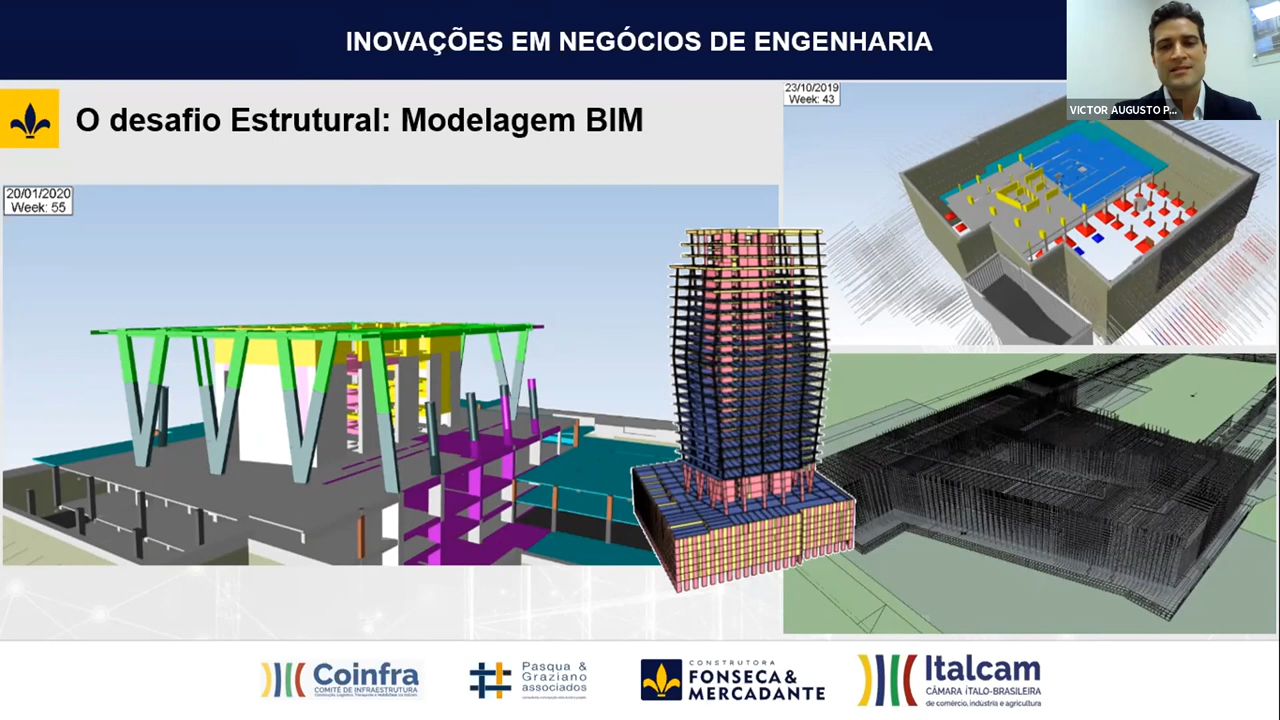 INOVAÇÕES EM NEGÓCIOS DE ENGENHARIA
VICTOR AUGUSTO P...
O desafio Estrutural: Modelagem BIM
23/10/2019
Week: 43
20/01/2020
Week: 55
Coinfra
COMITÊ DE INFRAESTRUTURA
Pasqua &
Graziano
associados
CONSTRUTORA
FONSECA &
MERCADANTE
Italcam
CÂMARA ÍTALO-BRASILEIRA
de comércio, indústria e agricultura